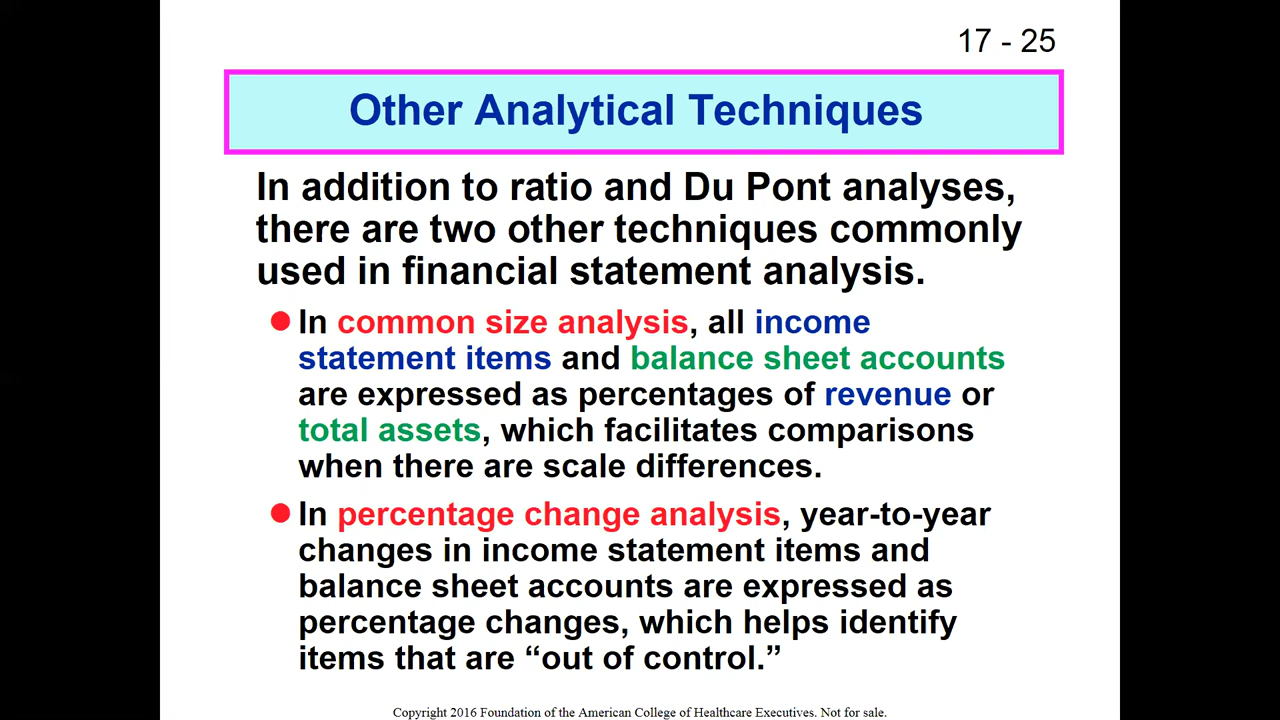 17 - 25
Other Analytical Techniques
In addition to ratio and Du Pont analyses,
there are two other techniques commonly
used in financial statement analysis.
In common size analysis, all income
statement items and balance sheet accounts
are expressed as percentages of revenue or
total assets, which facilitates comparisons
when there are scale differences.
In percentage change analysis, year-to-year
changes in income statement items and
balance sheet accounts are expressed as
percentage changes, which helps identify
items that are “out of control.”
Copyright 2016 Foundation of the American College of Healthcare Executives. Not for sale.